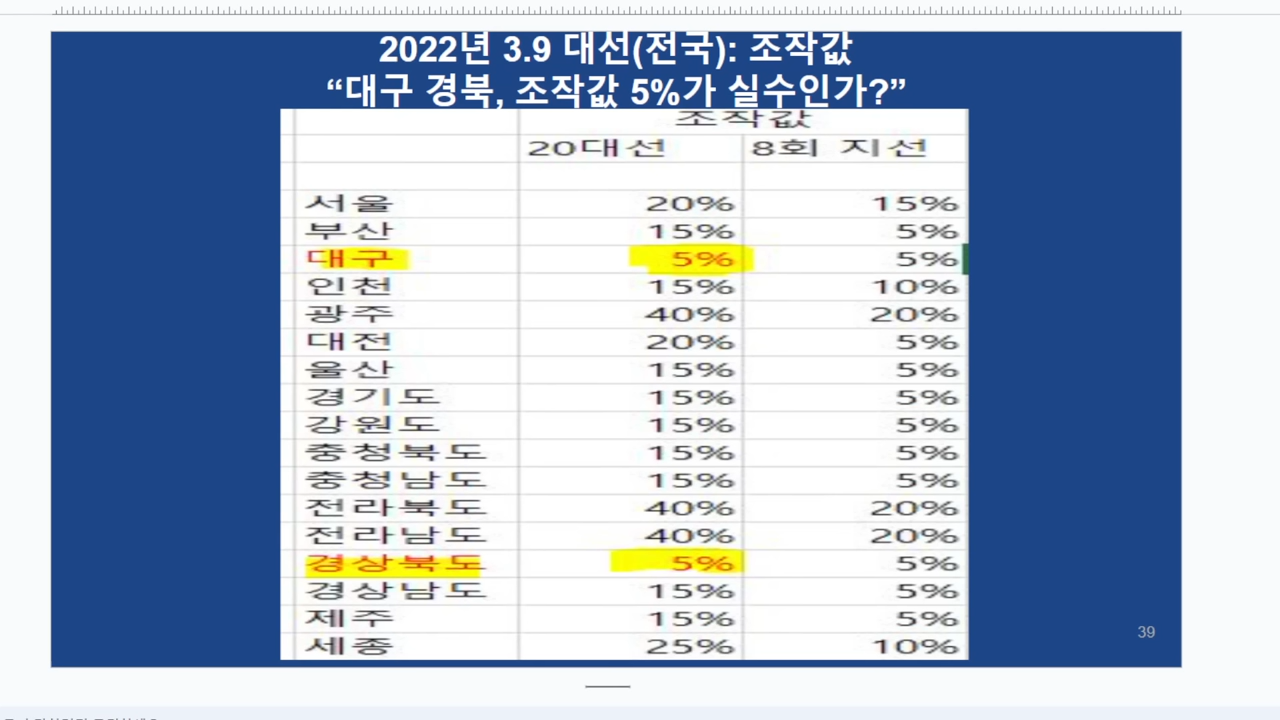 2022년 3.9 대선(전국): 조작값
“대구 경북, 조작값 5%가 실수인가?”
조작값
20대선 8회 지선
서울 20% 15%
부산 15% 5%
대구 5% 5%
인천 15% 10%
광주 40% 20%
대전 20% 5%
울산 15% 5%
경기도 15% 5%
강원도 15% 5%
충청북도 15% 5%
충청남도 15% 5%
전라북도 40% 20%
전라남도 40% 20%
경상북도 5% 5%
경상남도 15% 5%
제주 15% 5%
세종 25% 10%
39